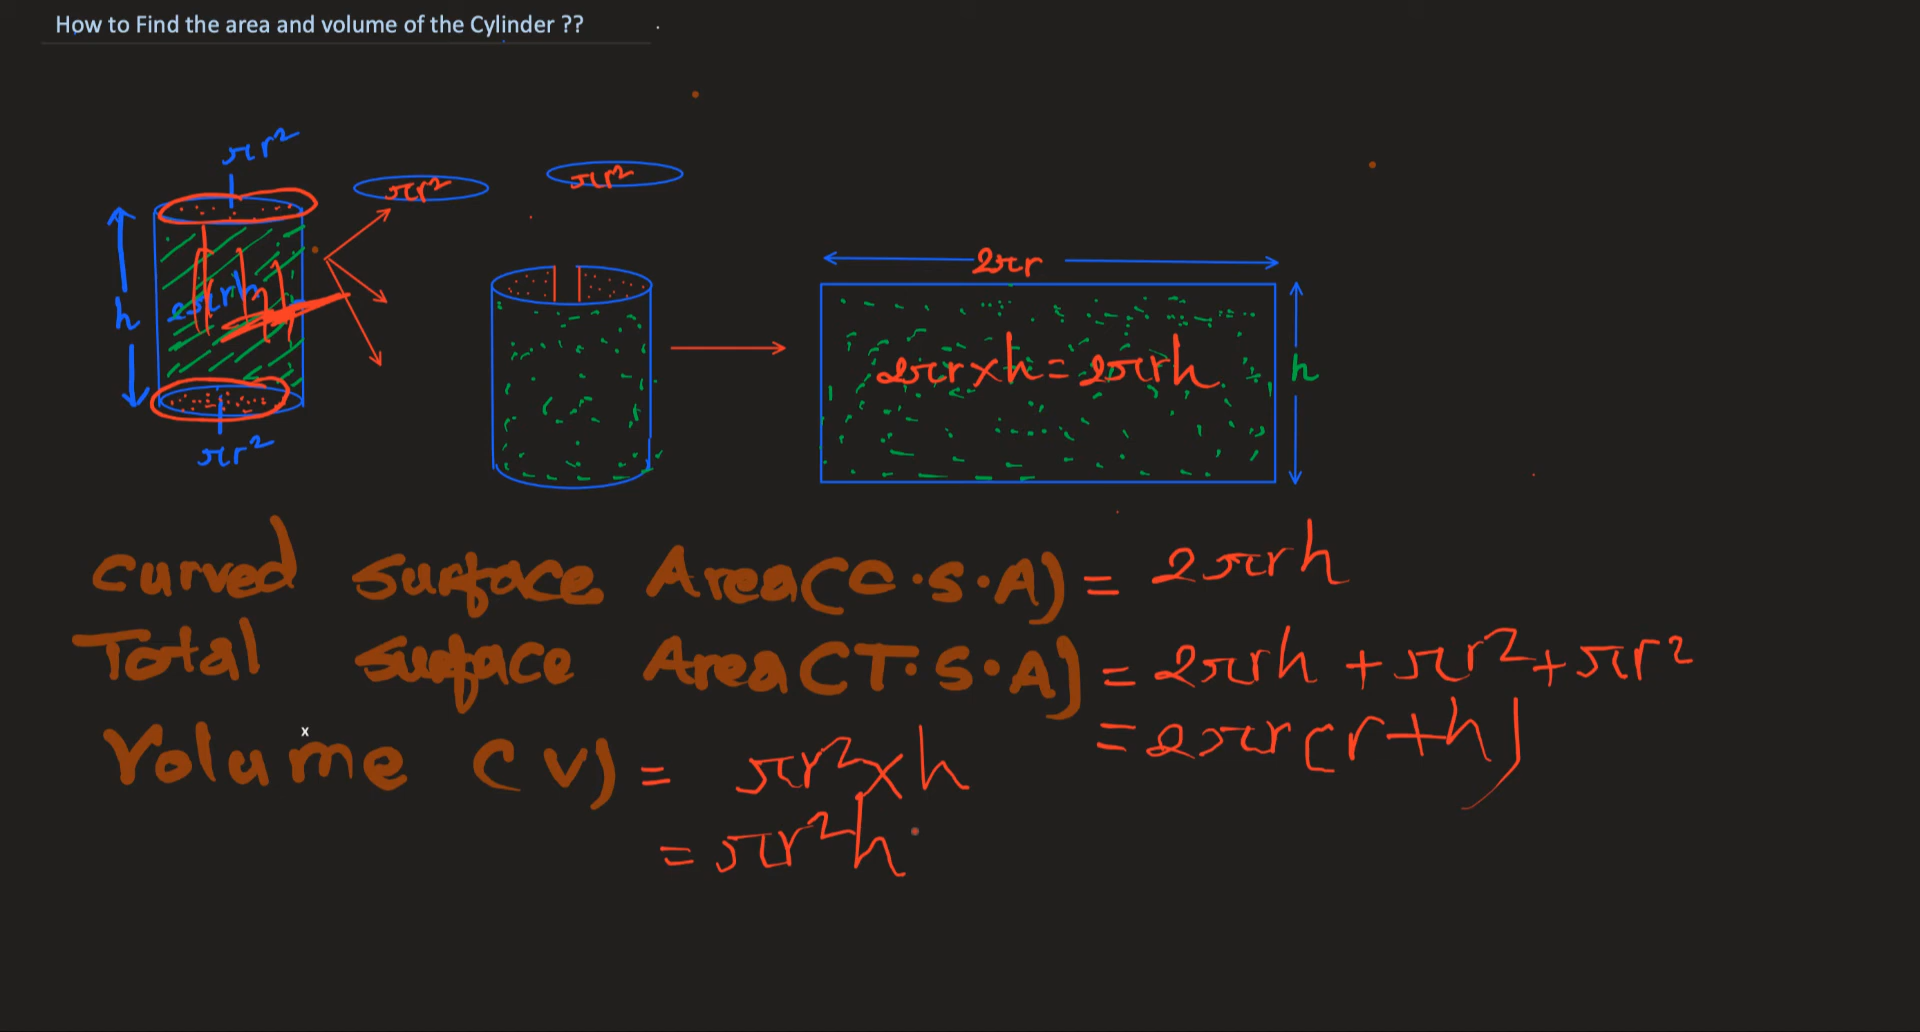 How to Find the area and volume of the Cylinder ??
πr²
πr²
πr²
h
2πrh
πr²
2πr
2πr×h=2πrh
h
Curved Surface Area(C.S.A) = 2πrh
Total Surface Area(T.S.A) = 2πrh + πr² + πr²
= 2πr(r+h)
Volume (V) = πr²×h
= πr²h